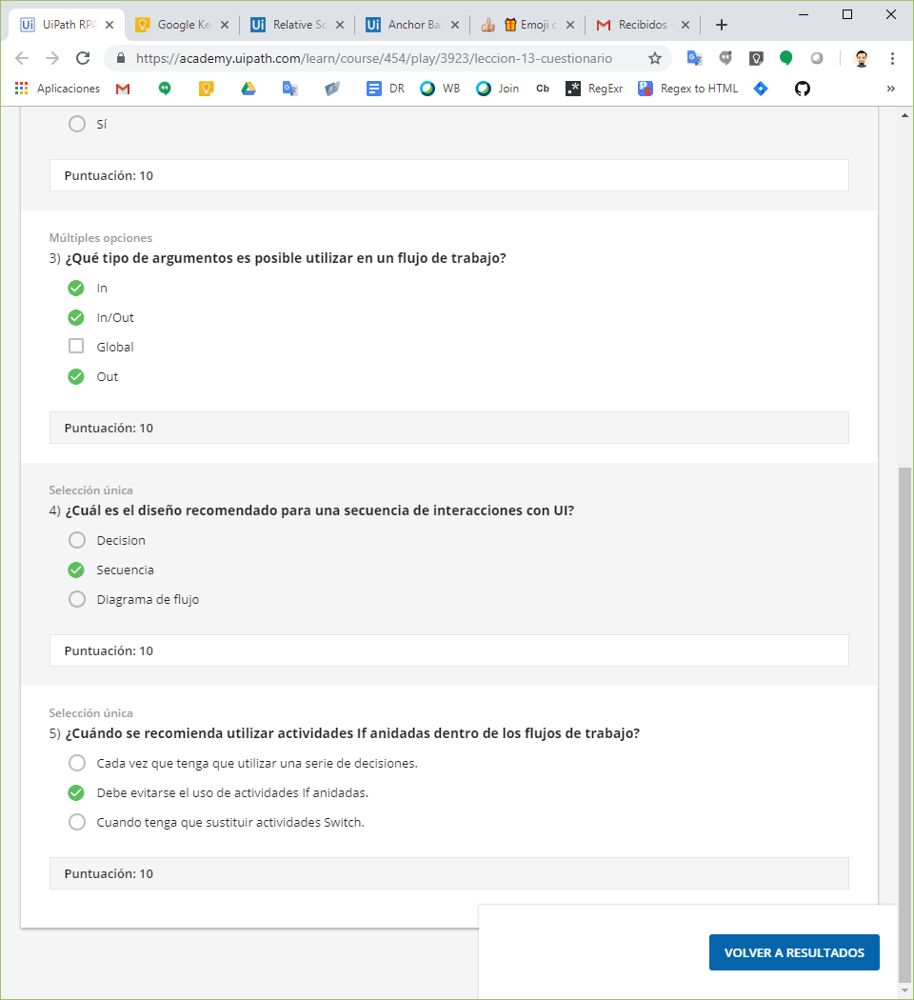 UiPath RPA
Google Ke
Relative Sc
Anchor Ba
Emoji c
Recibidos
https://academy.uipath.com/learn/course/454/play/3923/leccion-13-cuestionario
Aplicaciones
DR
WB
Join
Cb
RegExr
Regex to HTML
»
Sí
Puntuación: 10
Múltiples opciones
3) ¿Qué tipo de argumentos es posible utilizar en un flujo de trabajo?
In
In/Out
Global
Out
Puntuación: 10
Selección única
4) ¿Cuál es el diseño recomendado para una secuencia de interacciones con UI?
Decision
Secuencia
Diagrama de flujo
Puntuación: 10
Selección única
5) ¿Cuándo se recomienda utilizar actividades If anidadas dentro de los flujos de trabajo?
Cada vez que tenga que utilizar una serie de decisiones.
Debe evitarse el uso de actividades If anidadas.
Cuando tenga que sustituir actividades Switch.
Puntuación: 10
VOLVER A RESULTADOS